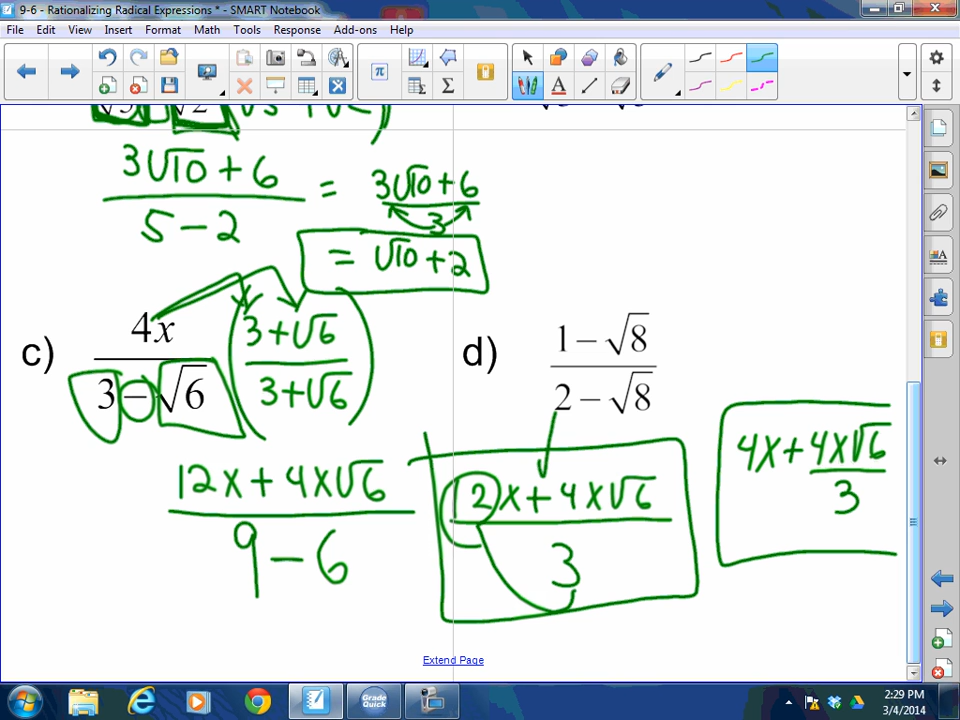 9-6 - Rationalizing Radical Expressions * - SMART Notebook
File Edit View Insert Format Math Tools Response Add-ons Help
3√10 + 6
5 - 2
= 3√10 + 6
3
= √10 + 2
c) 4x
3 - √6
(3 + √6
3 + √6)
d) 1 - √8
2 - √8
12x + 4x√6
9 - 6
12x + 4x√6
3
4x + 4x√6
3
Extend Page
Grade Quick
2:29 PM
3/4/2014